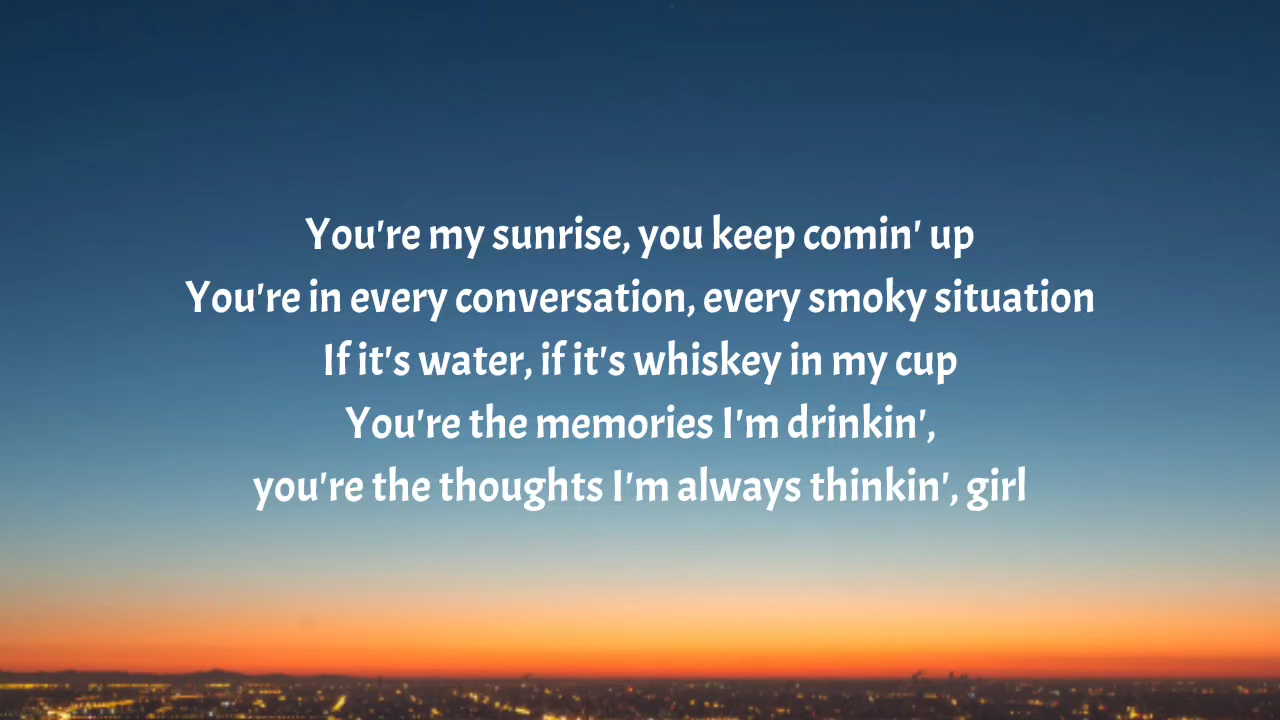 You're my sunrise, you keep comin' up
You're in every conversation, every smoky situation
If it's water, if it's whiskey in my cup
You're the memories I'm drinkin',
you're the thoughts I'm always thinkin', girl